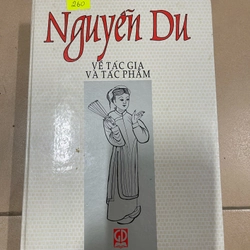 260
Nguyễn Du
VỀ TÁC GIA
VÀ TÁC PHẨM
GD